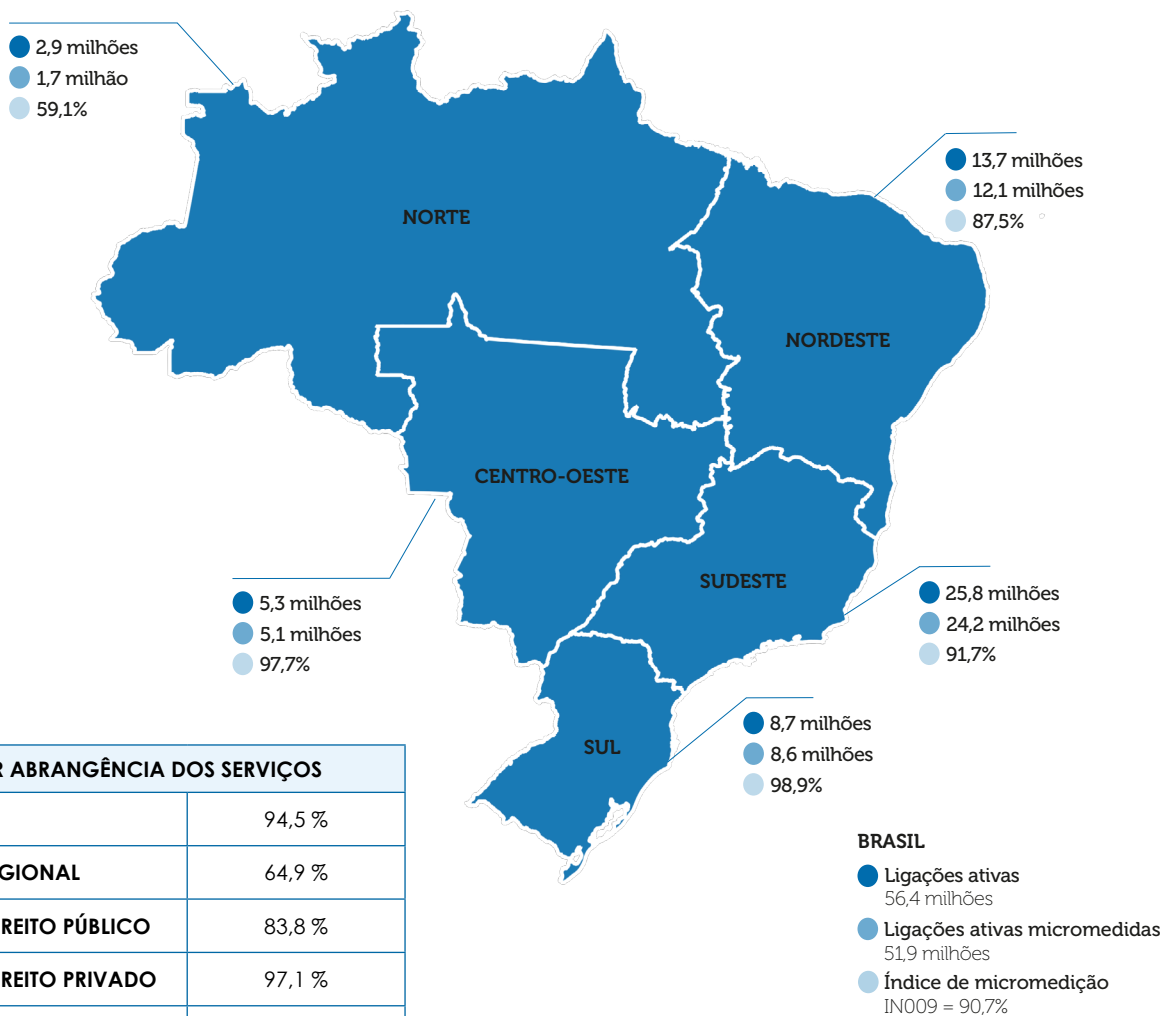 2,9 milhões
1,7 milhão
59,1%
13,7 milhões
12,1 milhões
87,5%
NORTE
NORDESTE
CENTRO-OESTE
SUDESTE
5,3 milhões
5,1 milhões
97,7%
25,8 milhões
24,2 milhões
91,7%
SUL
8,7 milhões
8,6 milhões
98,9%
R ABRANGÊNCIA DOS SERVIÇOS
94,5 %
GIONAL 64,9 %
REITO PÚBLICO 83,8 %
REITO PRIVADO 97,1 %
BRASIL
Ligações ativas
56,4 milhões
Ligações ativas micromedidas
51,9 milhões
Índice de micromedição
IN009 = 90,7%